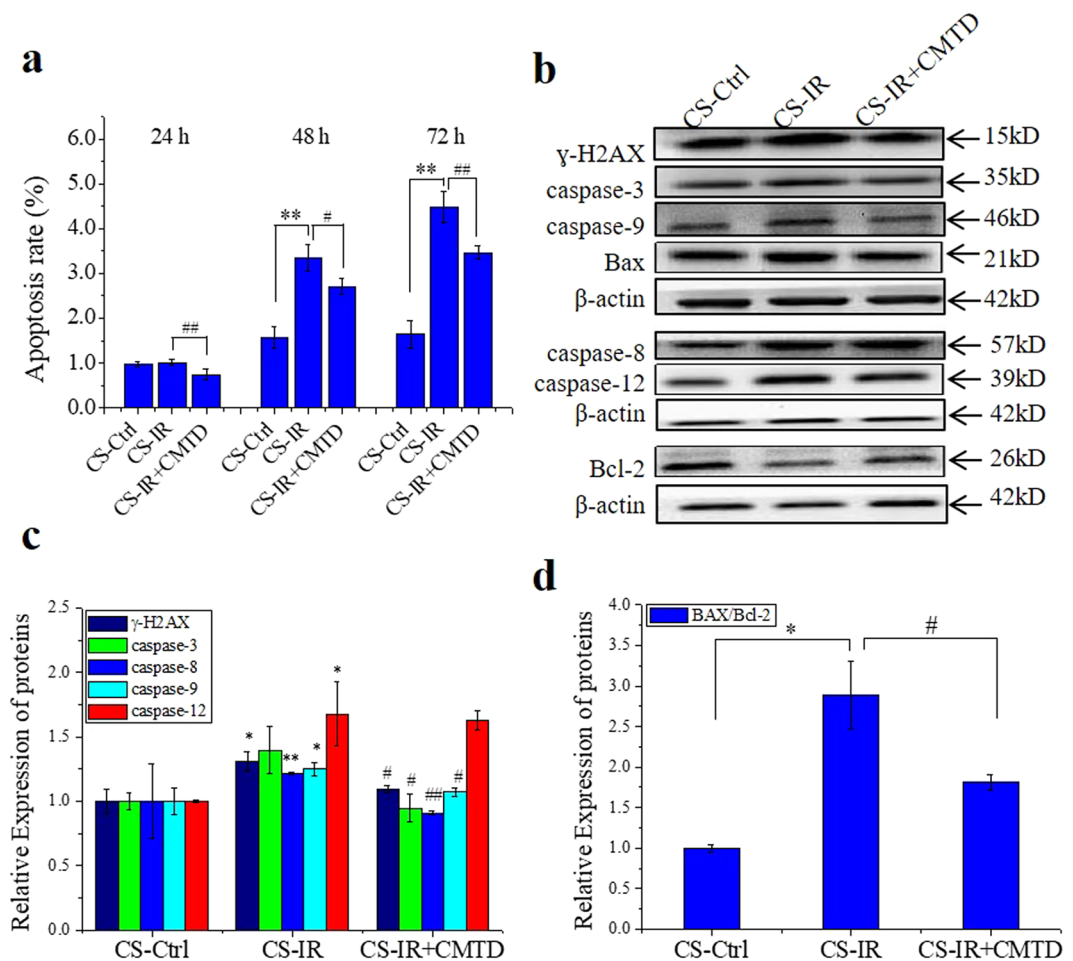 a
24 h 48 h 72 h
6.0
5.0
4.0
3.0
2.0
1.0
0.0
Apoptosis rate (%)
** # ** ## ##
CS-Ctrl CS-IR CS-IR+CMTD CS-Ctrl CS-IR CS-IR+CMTD CS-Ctrl CS-IR CS-IR+CMTD
b
CS-Ctrl CS-IR CS-IR+CMTD
ɣ-H2AX 15kD
caspase-3 35kD
caspase-9 46kD
Bax 21kD
β-actin 42kD
caspase-8 57kD
caspase-12 39kD
β-actin 42kD
Bcl-2 26kD
β-actin 42kD
c
2.5
2.0
1.5
1.0
0.5
0.0
Relative Expression of proteins
γ-H2AX
caspase-3
caspase-8
caspase-9
caspase-12
* ** * *
# # ## #
CS-Ctrl CS-IR CS-IR+CMTD
d
4.0
3.5
3.0
2.5
2.0
1.5
1.0
0.5
0.0
Relative Expression of proteins
BAX/Bcl-2
* #
CS-Ctrl CS-IR CS-IR+CMTD